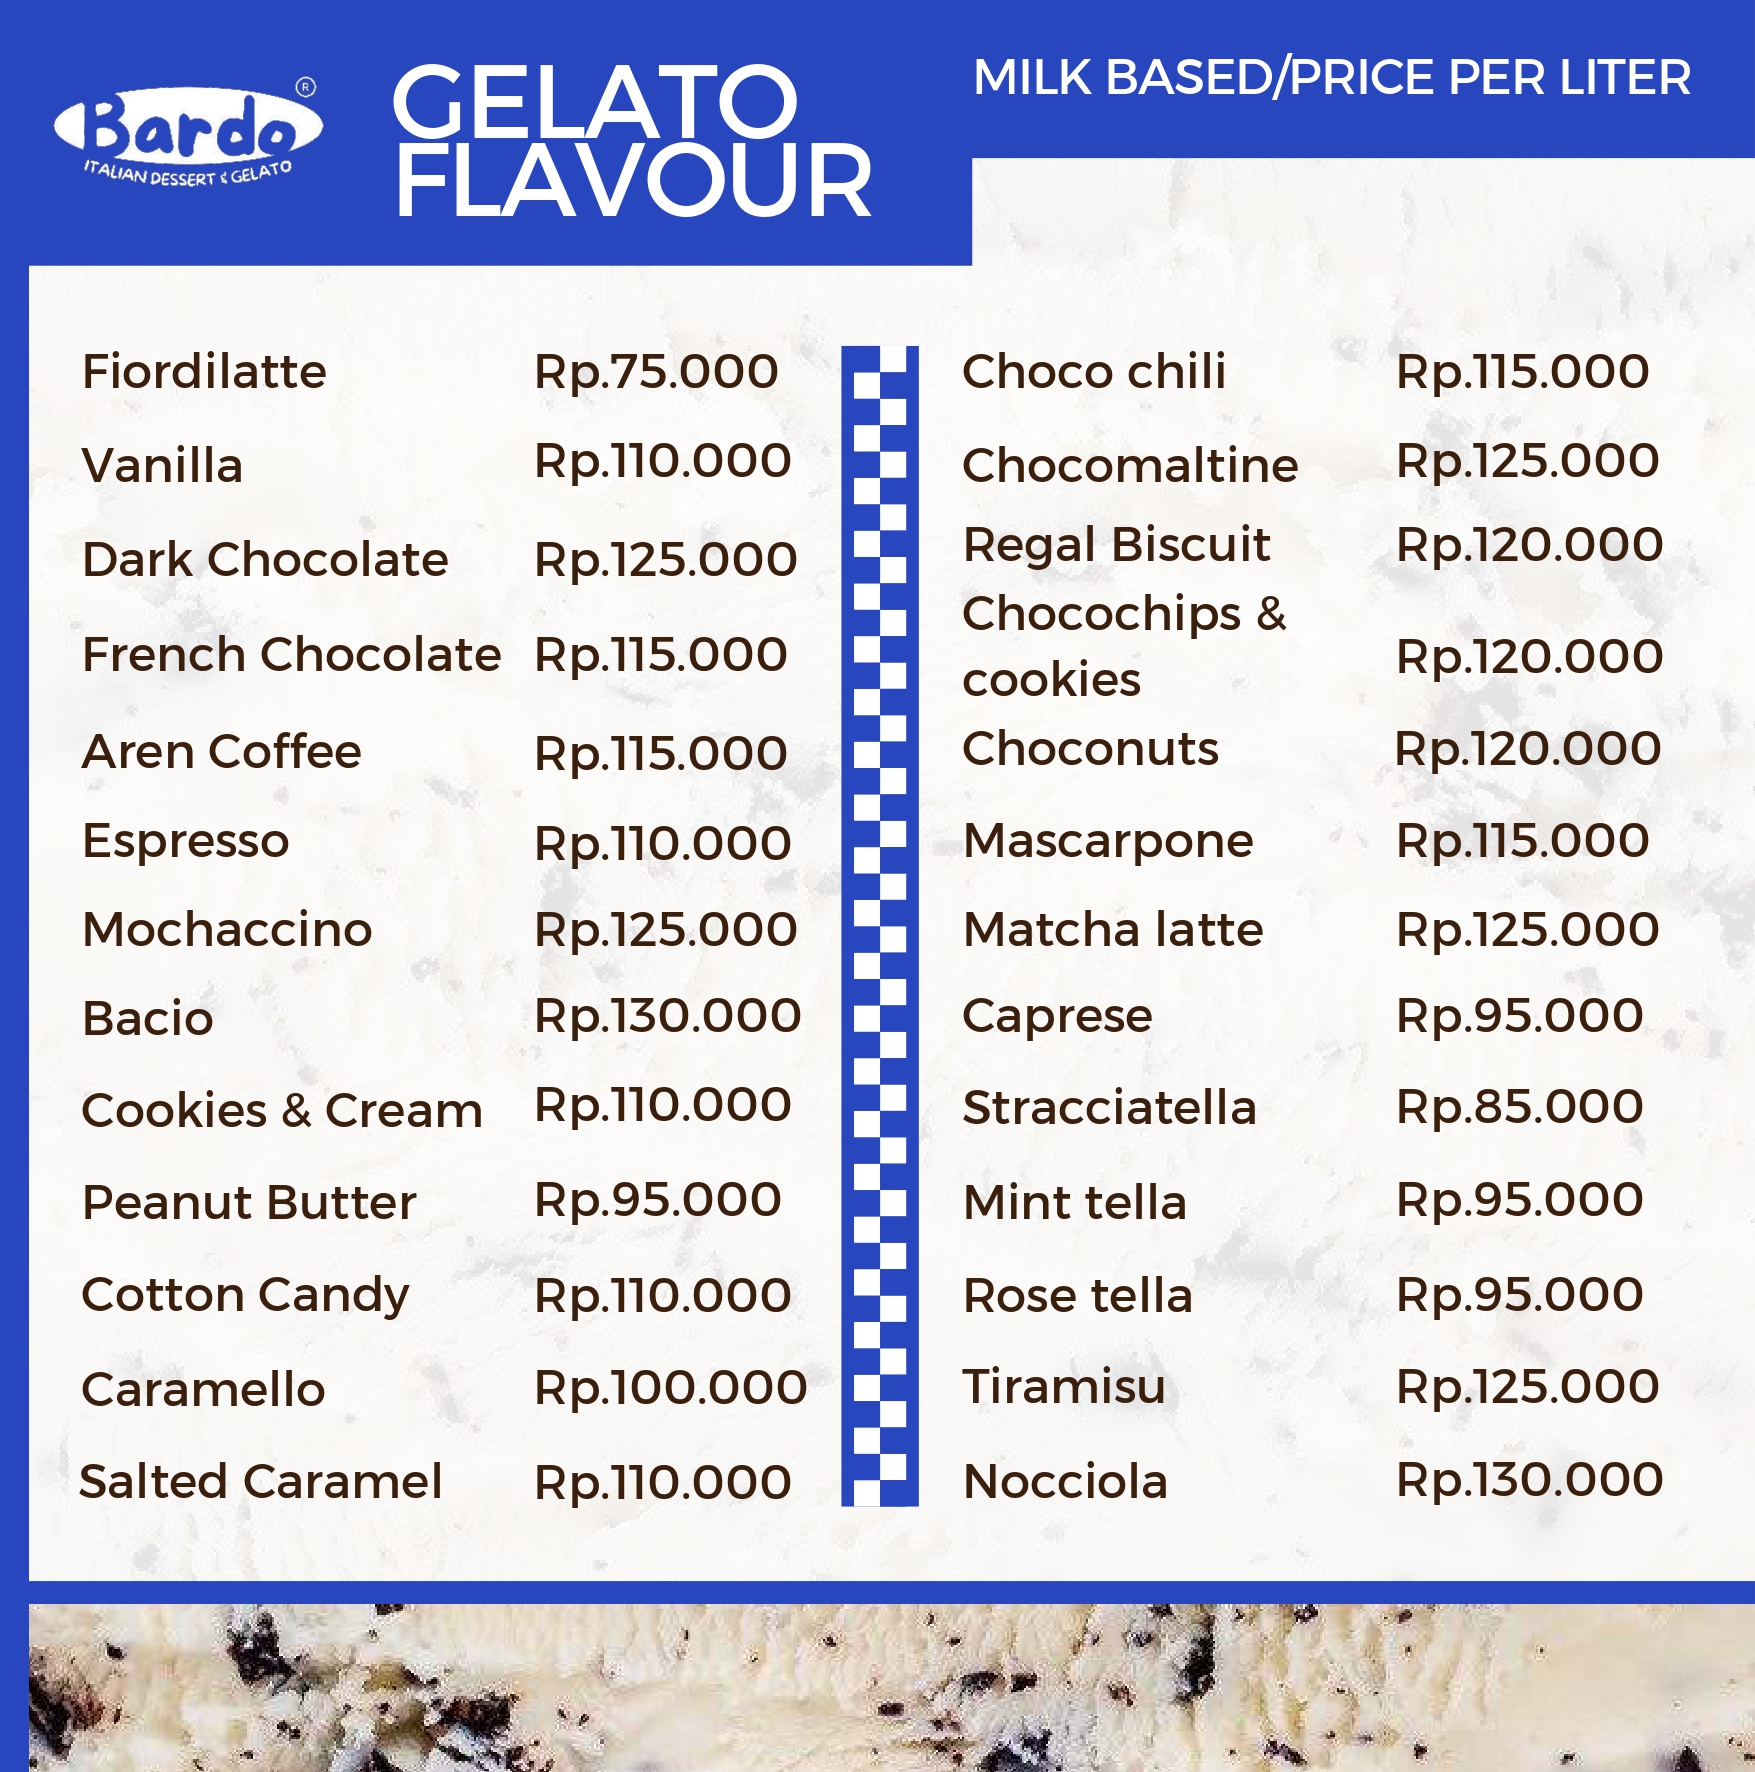 Bardo ®
ITALIAN DESSERT & GELATO
GELATO
FLAVOUR
MILK BASED/PRICE PER LITER
Fiordilatte Rp.75.000
Vanilla Rp.110.000
Dark Chocolate Rp.125.000
French Chocolate Rp.115.000
Aren Coffee Rp.115.000
Espresso Rp.110.000
Mochaccino Rp.125.000
Bacio Rp.130.000
Cookies & Cream Rp.110.000
Peanut Butter Rp.95.000
Cotton Candy Rp.110.000
Caramello Rp.100.000
Salted Caramel Rp.110.000
Choco chili Rp.115.000
Chocomaltine Rp.125.000
Regal Biscuit Rp.120.000
Chocochips &
cookies Rp.120.000
Choconuts Rp.120.000
Mascarpone Rp.115.000
Matcha latte Rp.125.000
Caprese Rp.95.000
Stracciatella Rp.85.000
Mint tella Rp.95.000
Rose tella Rp.95.000
Tiramisu Rp.125.000
Nocciola Rp.130.000